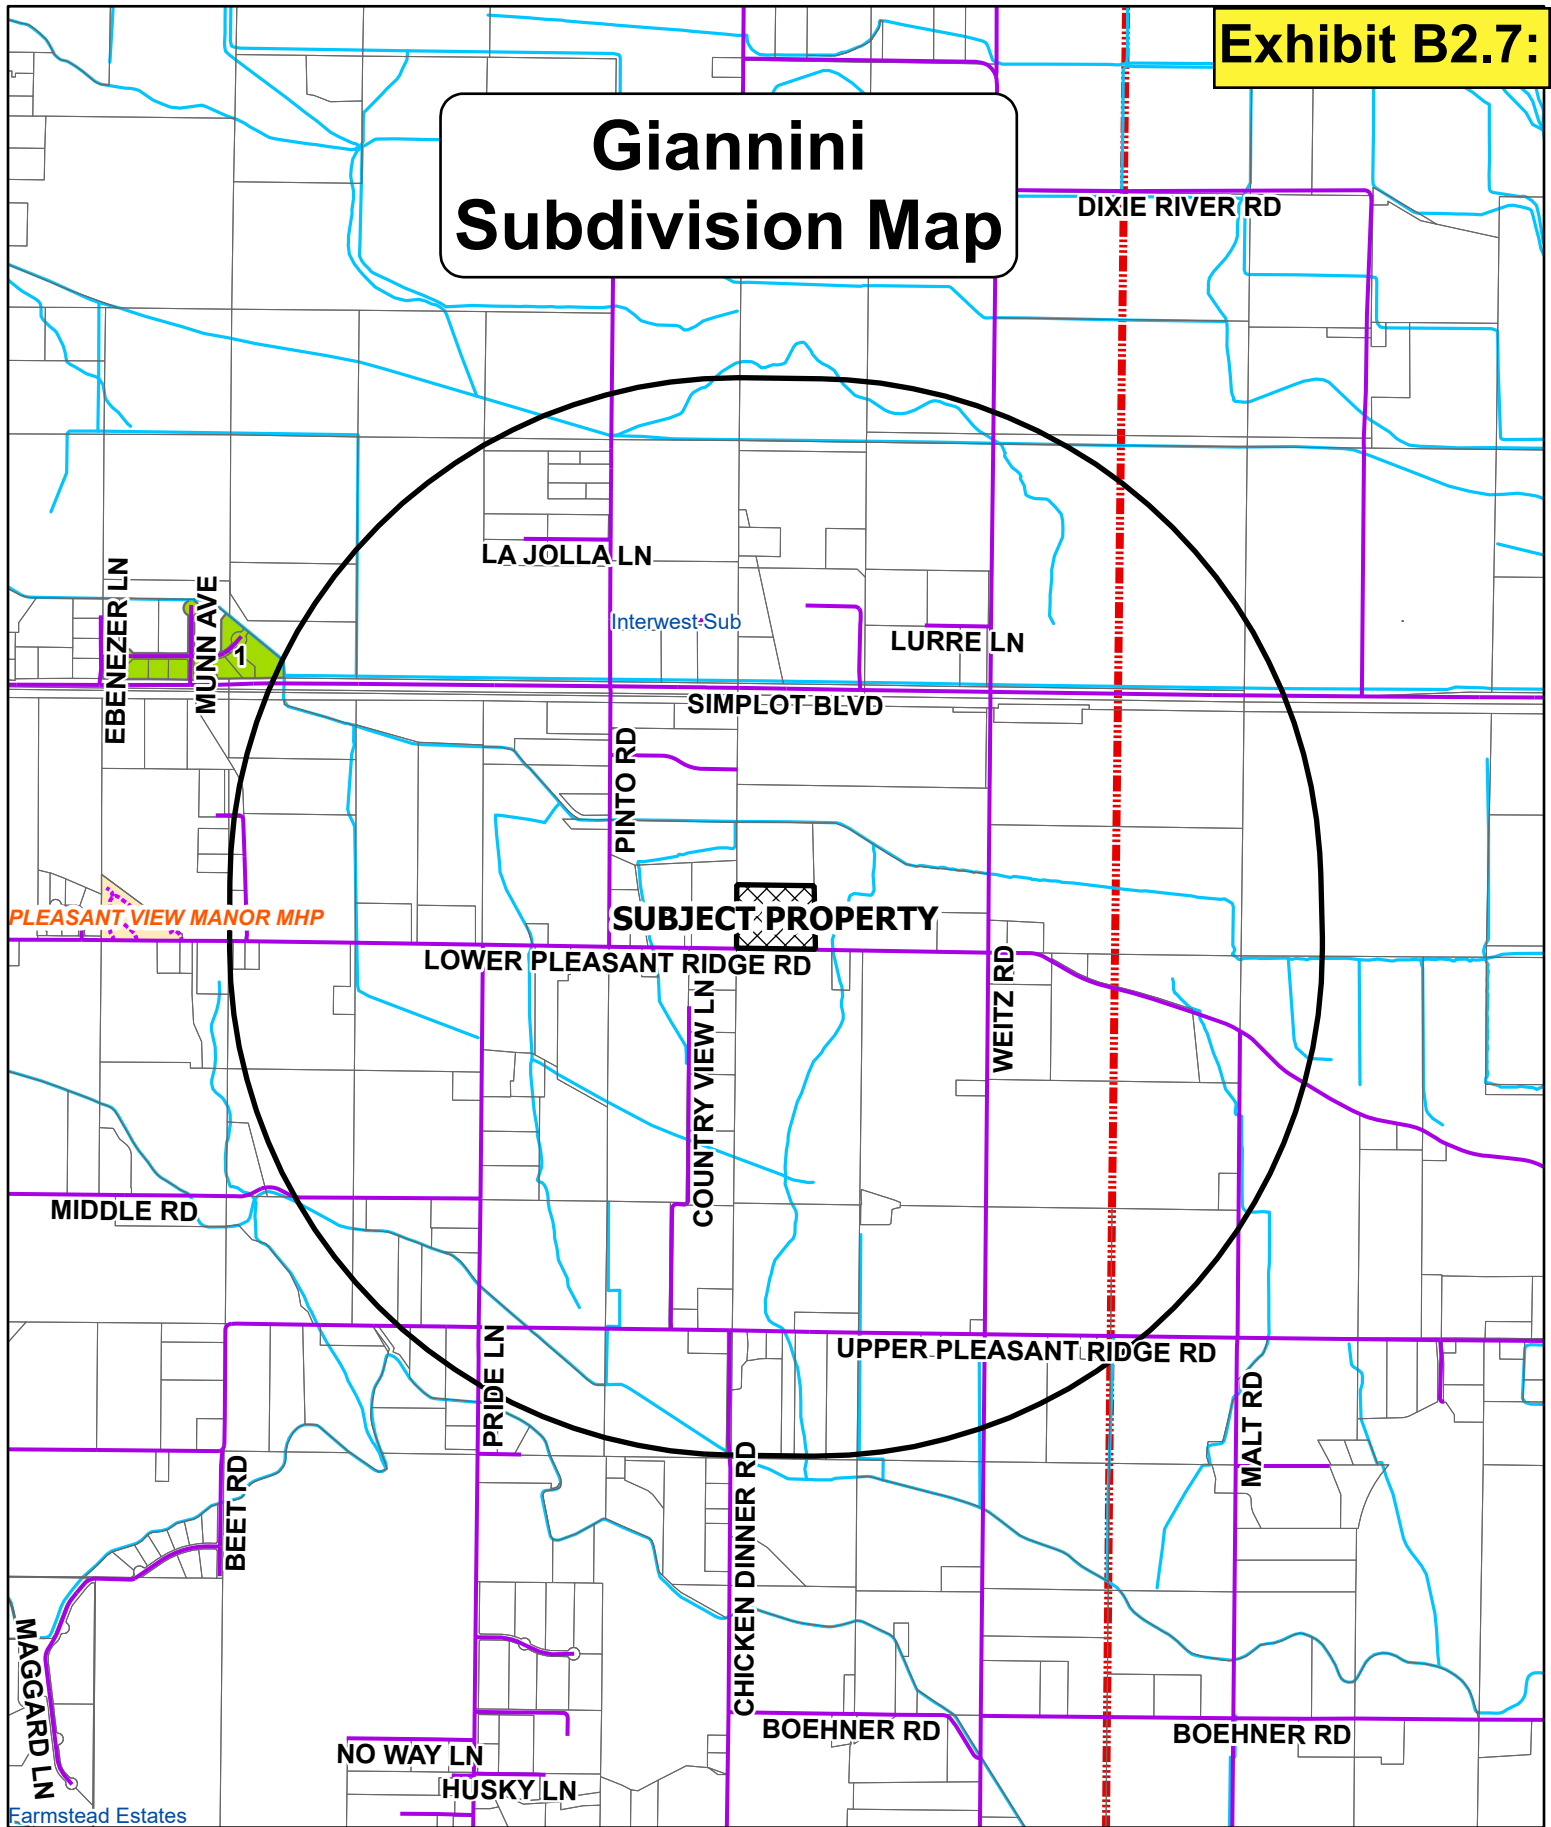 Exhibit B2.7:
Giannini
Subdivision Map
DIXIE RIVER RD
LA JOLLA LN
EBENEZER LN
MUNN AVE
1
Interwest Sub
LURRE LN
SIMPLOT BLVD
PINTO RD
PLEASANT VIEW MANOR MHP
SUBJECT PROPERTY
LOWER PLEASANT RIDGE RD
WEITZ RD
COUNTRY VIEW LN
MIDDLE RD
PRIDE LN
UPPER PLEASANT RIDGE RD
MALT RD
BEET RD
CHICKEN DINNER RD
MAGGARD LN
BOEHNER RD
BOEHNER RD
NO WAY LN
HUSKY LN
Farmstead Estates